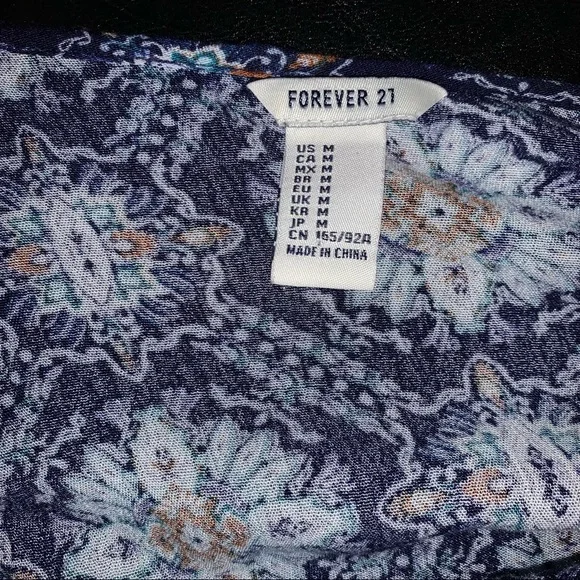 FOREVER 21
US M
CA M
MX M
BR M
EU M
UK M
KR M
JP M
CN 165/92A
MADE IN CHINA